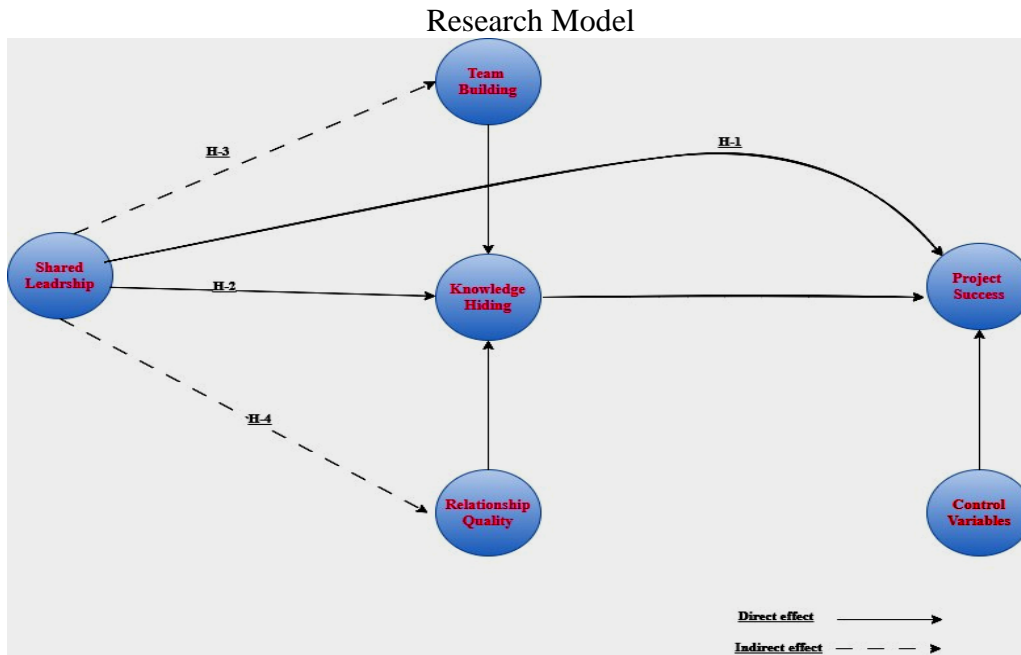 Research Model
Team
Building
H-3
H-1
Shared
Leadrship
H-2
Knowledge
Hiding
Project
Success
H-4
Relationship
Quality
Control
Variables
Direct effect
Indirect effect